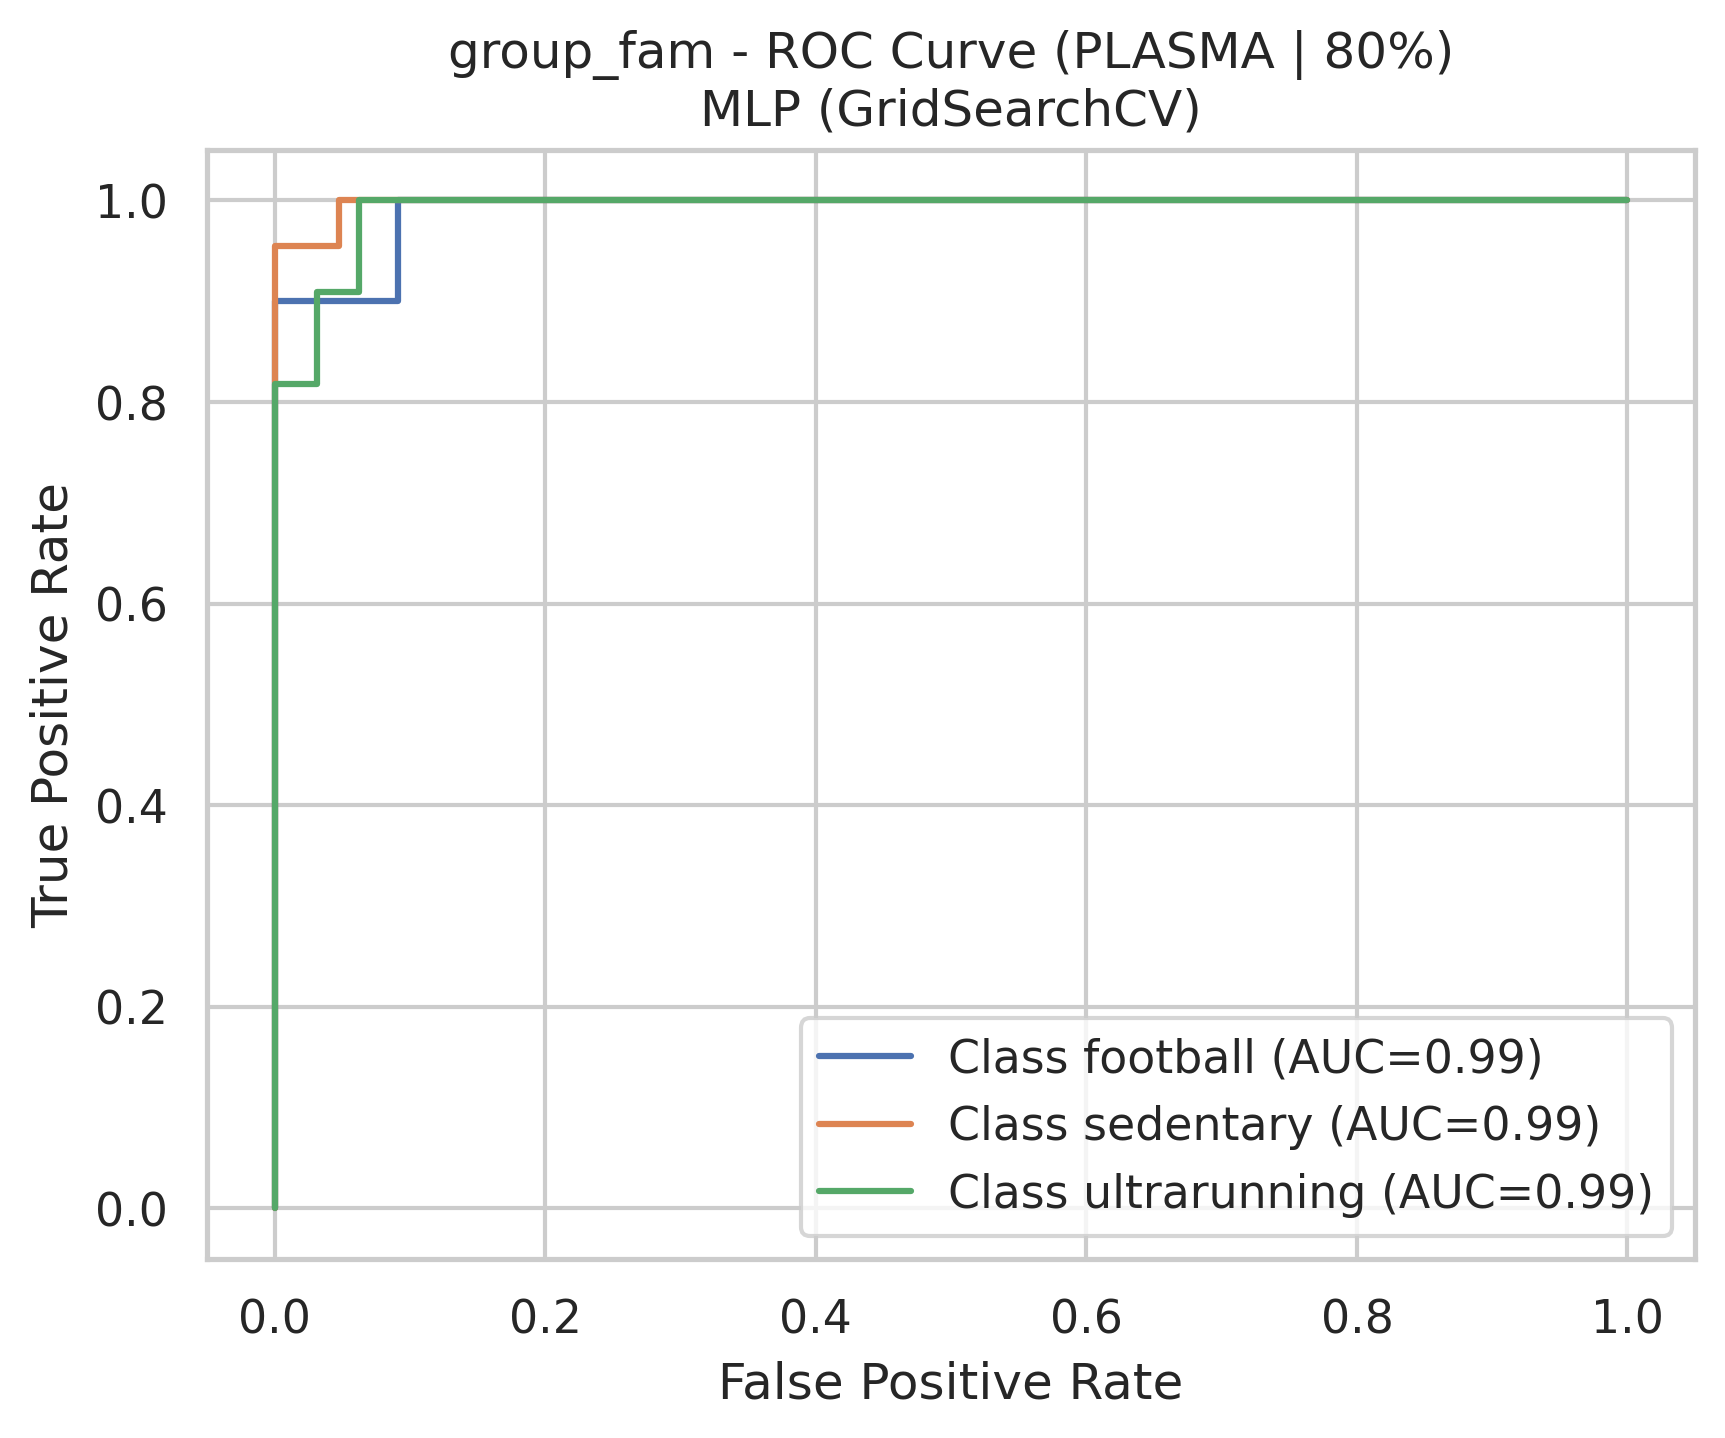 group_fam - ROC Curve (PLASMA | 80%)
MLP (GridSearchCV)
True Positive Rate
1.0
0.8
0.6
0.4
0.2
0.0
Class football (AUC=0.99)
Class sedentary (AUC=0.99)
Class ultrarunning (AUC=0.99)
0.0 0.2 0.4 0.6 0.8 1.0
False Positive Rate